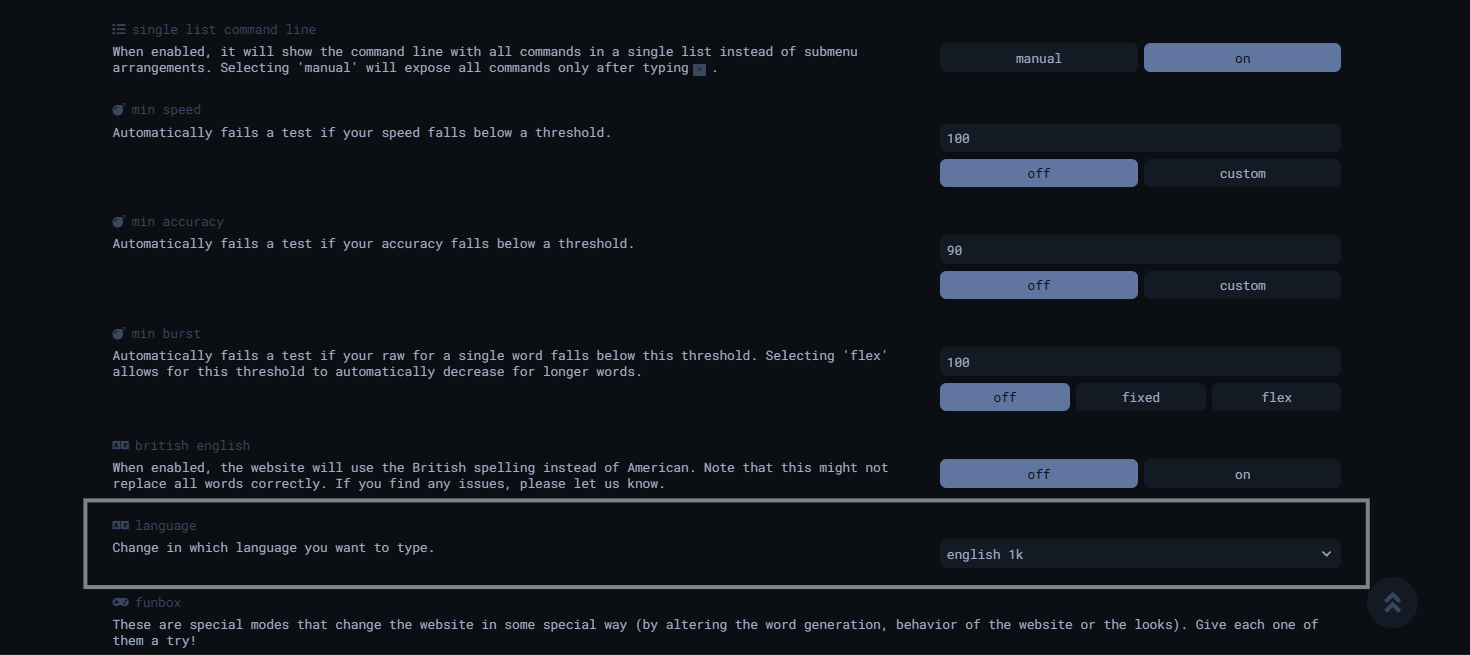 single list command line
When enabled, it will show the command line with all commands in a single list instead of submenu
arrangements. Selecting 'manual' will expose all commands only after typing > .
manual
on
min speed
Automatically fails a test if your speed falls below a threshold.
100
off
custom
min accuracy
Automatically fails a test if your accuracy falls below a threshold.
90
off
custom
min burst
Automatically fails a test if your raw for a single word falls below this threshold. Selecting 'flex'
allows for this threshold to automatically decrease for longer words.
100
off
fixed
flex
british english
When enabled, the website will use the British spelling instead of American. Note that this might not
replace all words correctly. If you find any issues, please let us know.
off
on
language
Change in which language you want to type.
english 1k
funbox
These are special modes that change the website in some special way (by altering the word generation, behavior of the website or the looks). Give each one of
them a try!